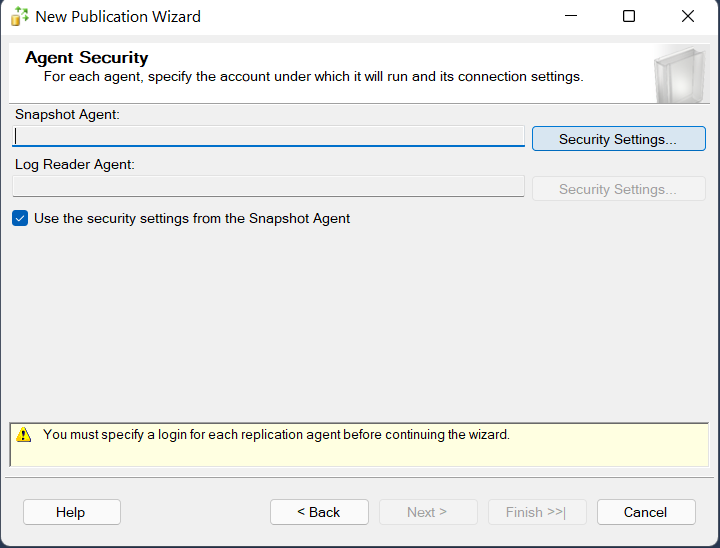 New Publication Wizard
Agent Security
For each agent, specify the account under which it will run and its connection settings.
Snapshot Agent:
Security Settings...
Log Reader Agent:
Security Settings...
Use the security settings from the Snapshot Agent
You must specify a login for each replication agent before continuing the wizard.
Help
< Back
Next >
Finish >>|
Cancel